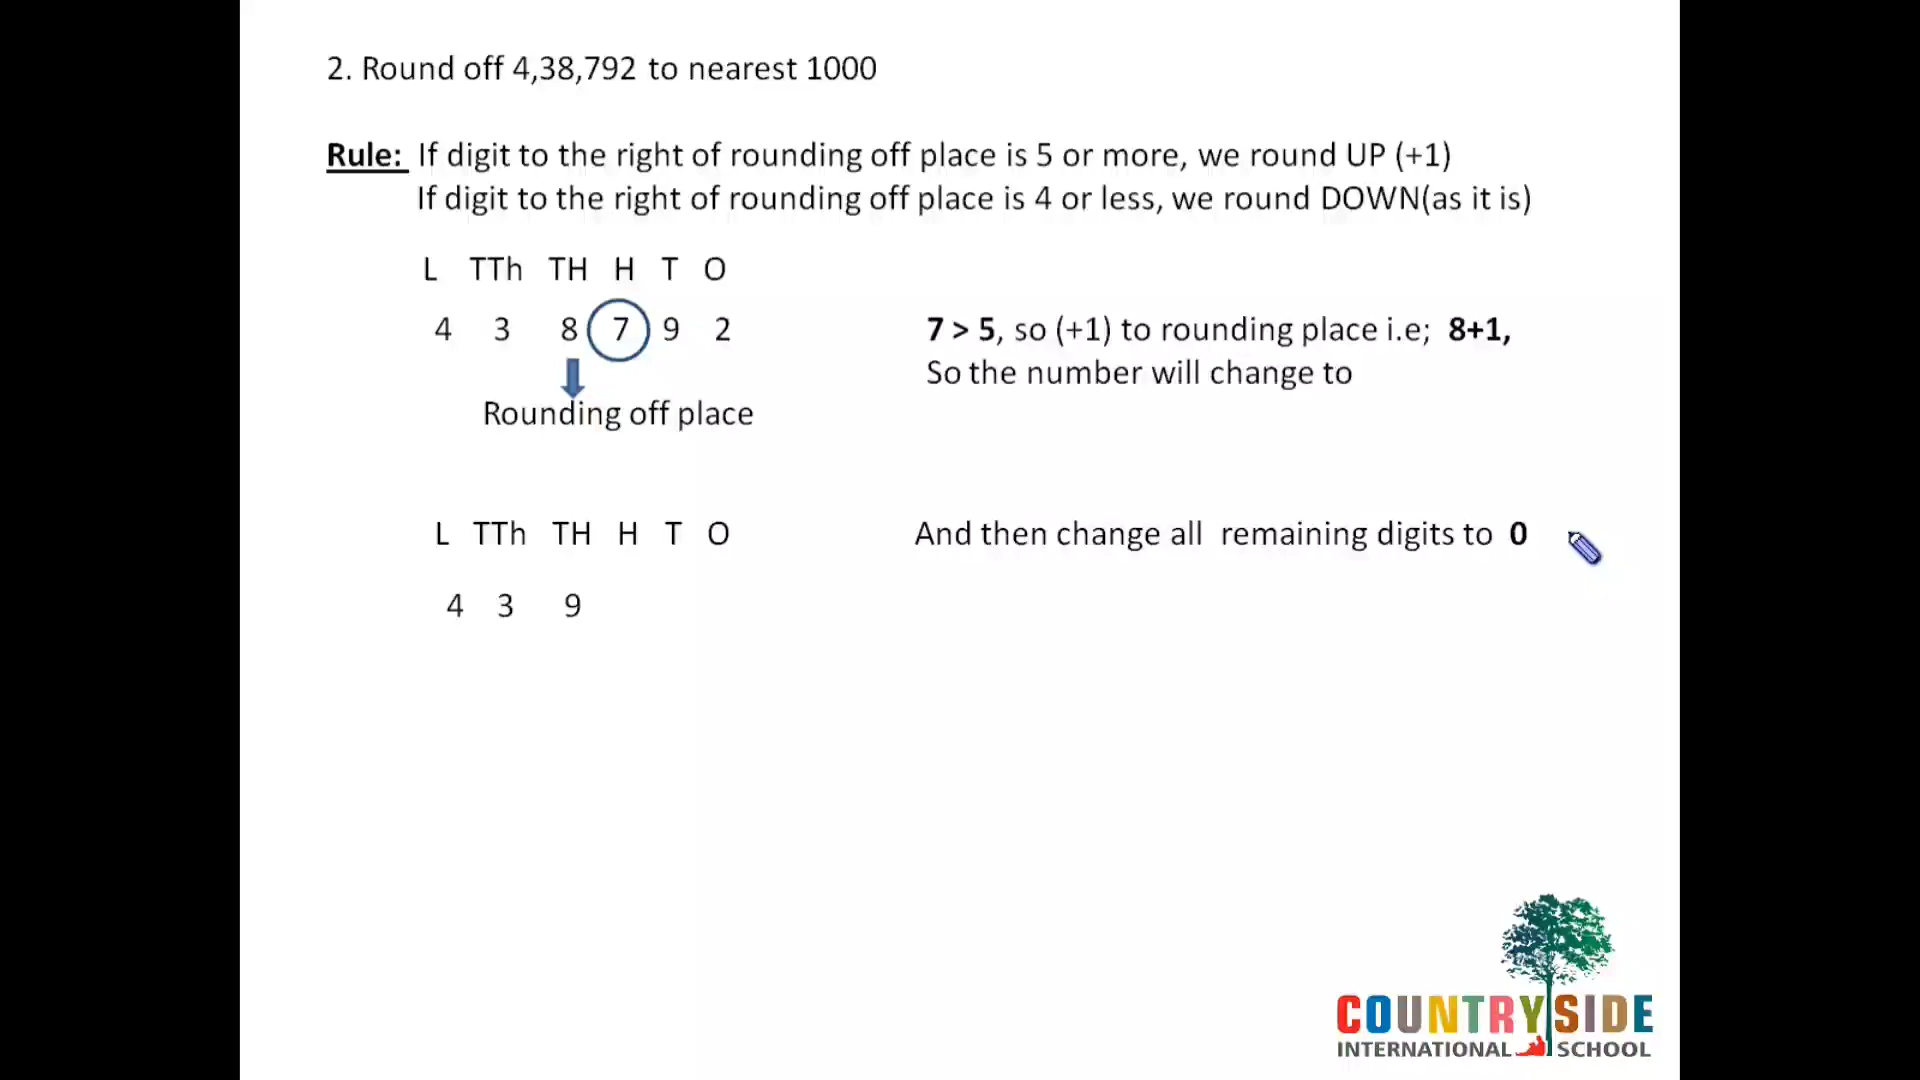 2. Round off 4,38,792 to nearest 1000
Rule: If digit to the right of rounding off place is 5 or more, we round UP (+1)
If digit to the right of rounding off place is 4 or less, we round DOWN(as it is)
L TTh TH H T O
4 3 8 7 9 2
7 > 5, so (+1) to rounding place i.e; 8+1,
So the number will change to
Rounding off place
L TTh TH H T O
And then change all remaining digits to 0
4 3 9
COUNTRYSIDE
INTERNATIONAL SCHOOL